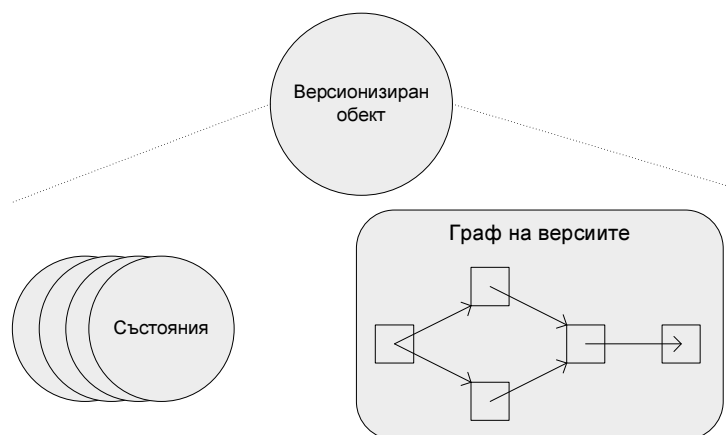 Версионизиран
обект
Граф на версиите
Състояния